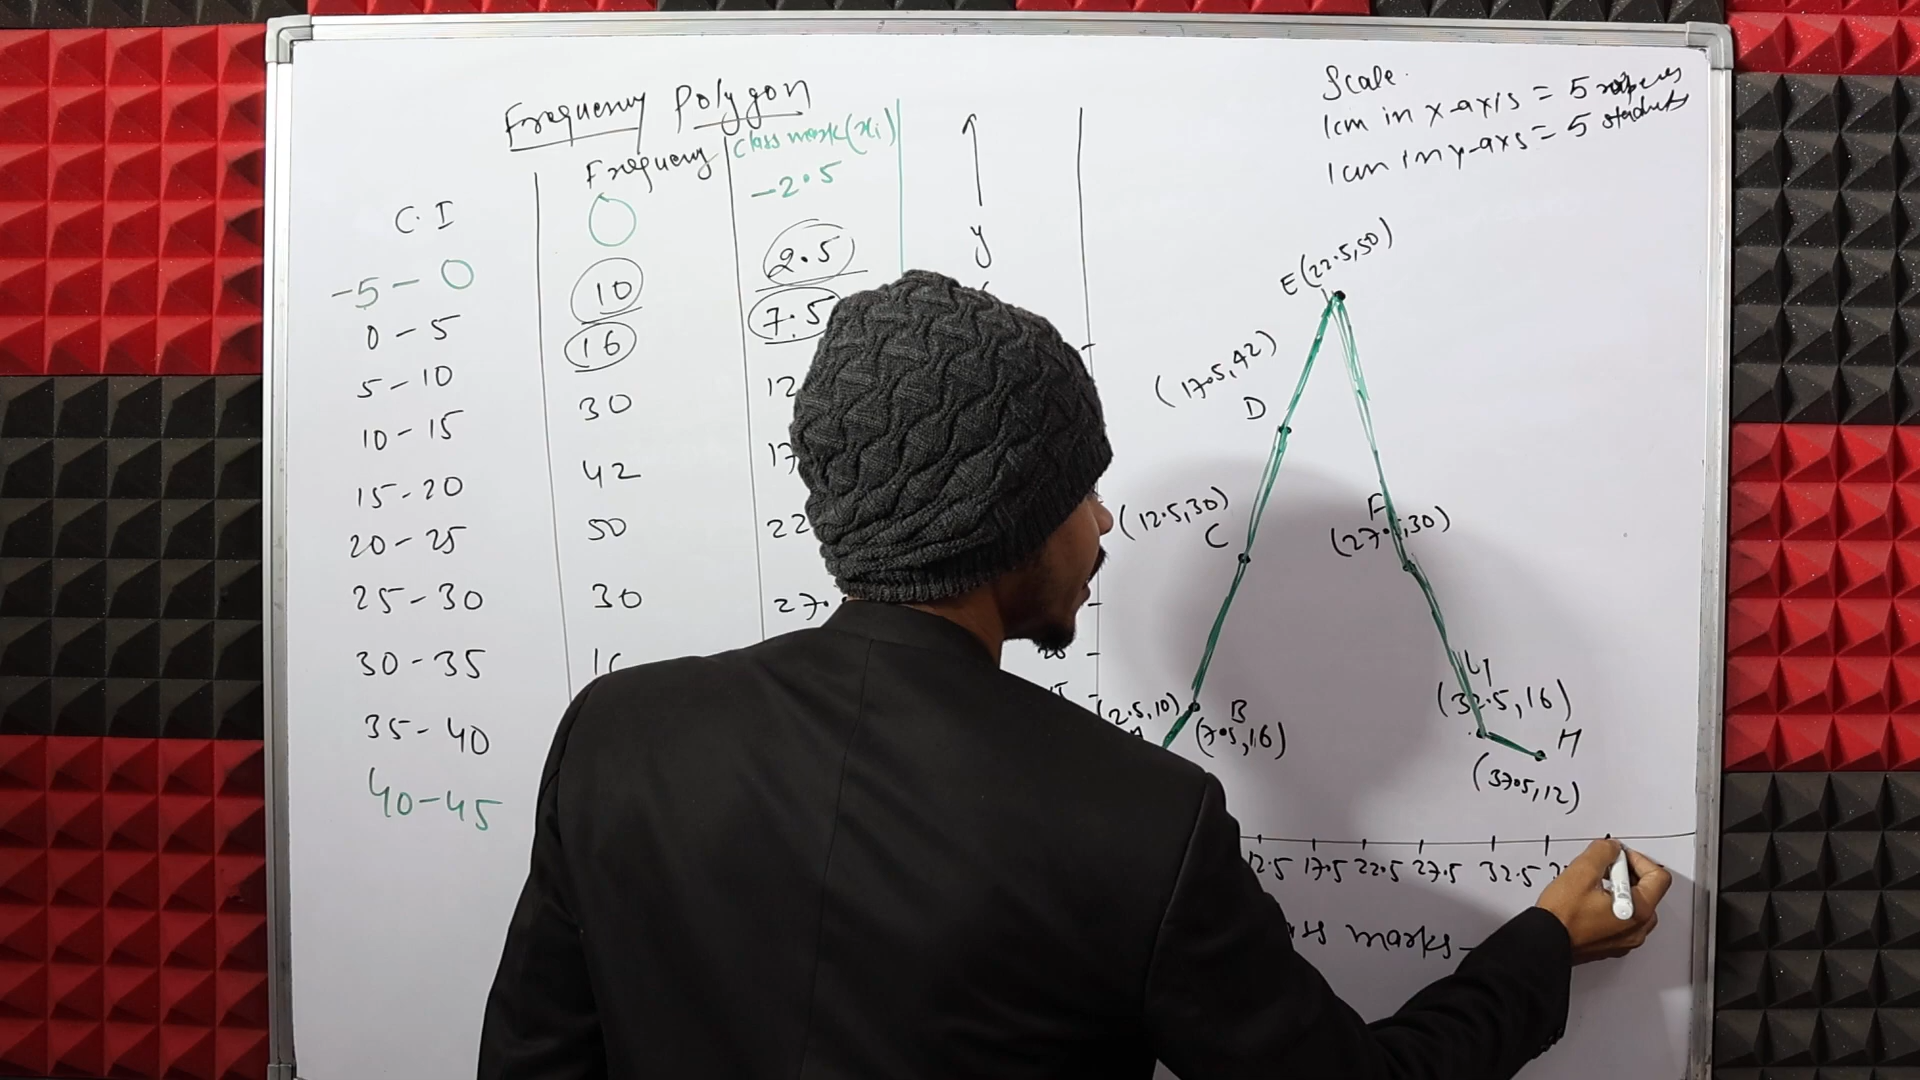 Frequency Polygon
C.I Frequency Class mark (xi)
-5 - 0 0 -2.5
0 - 5 10 2.5
5 - 10 16 7.5
10 - 15 30 12
15 - 20 42 17
20 - 25 50 22
25 - 30 30 27.
30 - 35
35 - 40
40 - 45
y
Scale.
1cm in x-axis = 5 rupees
1cm in y-axs = 5 students
E (22.5, 50)
(17.5, 42)
D
(12.5, 30)
C
F
(27.5, 30)
(2.5, 10)
A
B
(7.5, 16)
(32.5, 16)
H
(37.5, 12)
20
12.5 17.5 22.5 27.5 32.5
marks